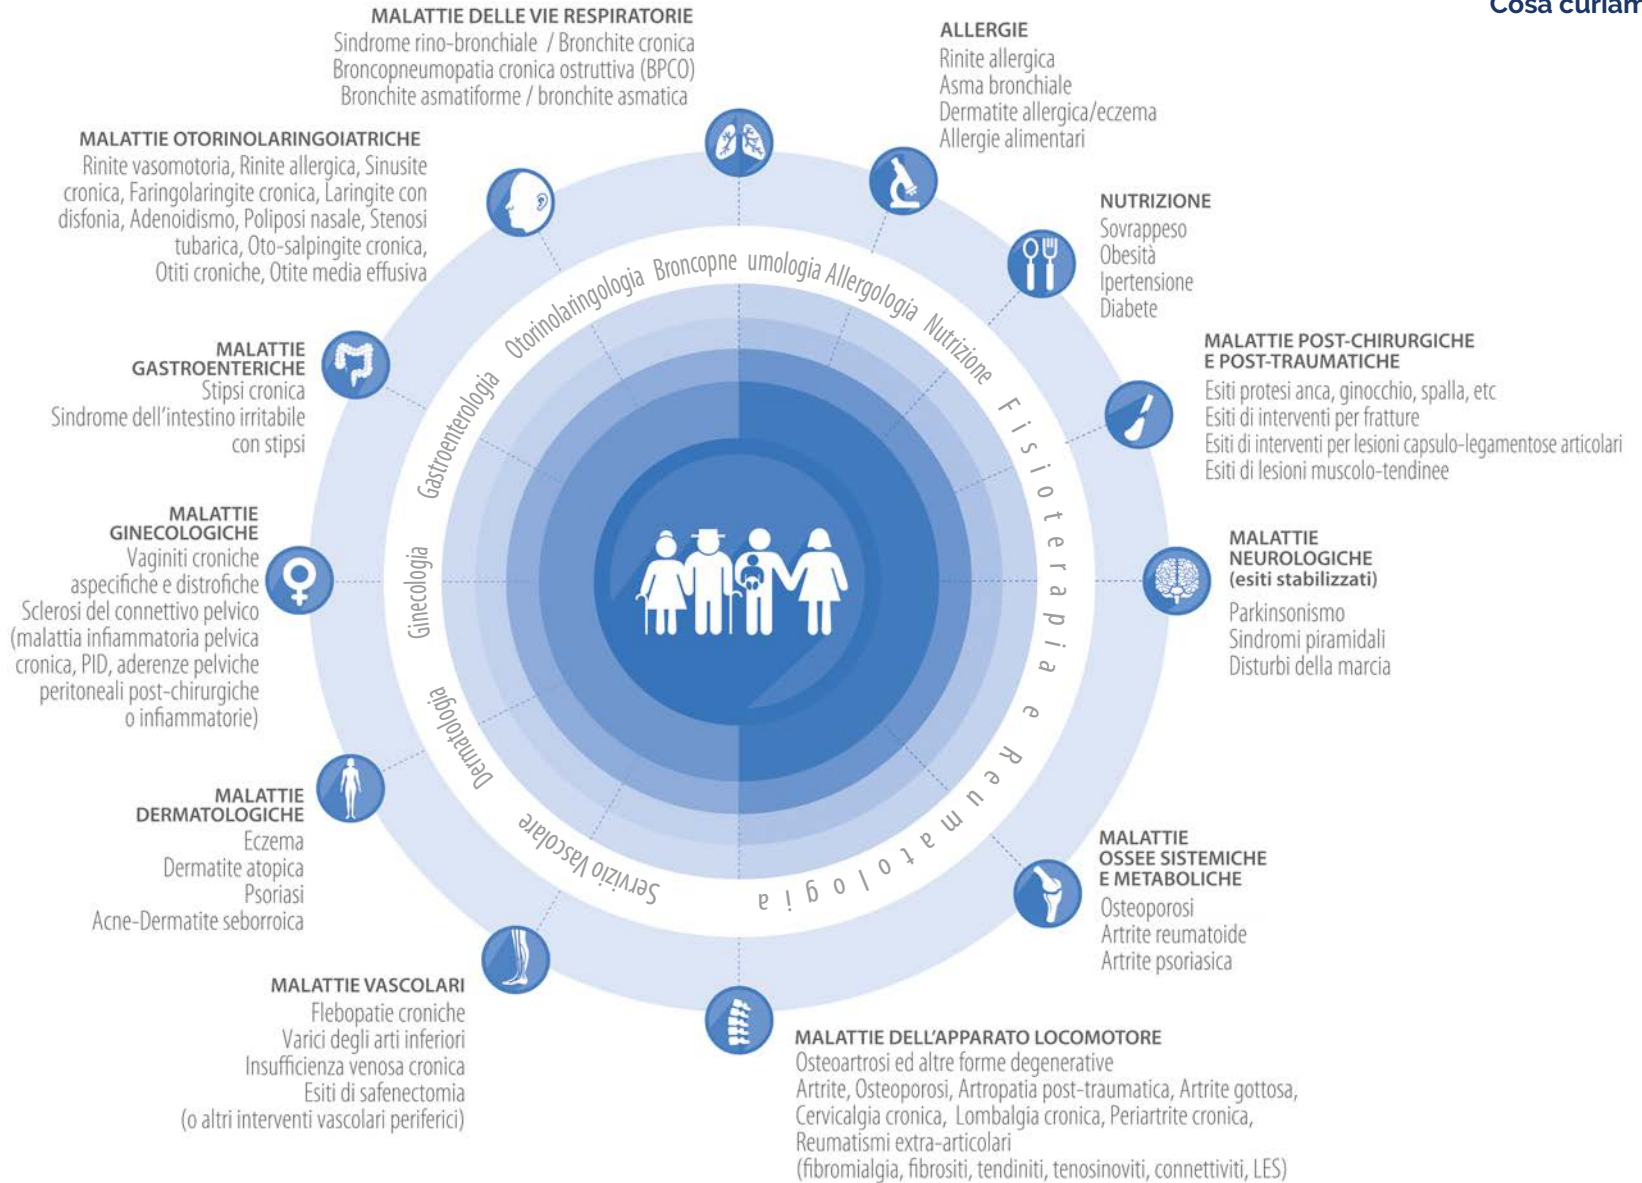 Cosa curiam
MALATTIE DELLE VIE RESPIRATORIE
Sindrome rino-bronchiale / Bronchite cronica
Broncopneumopatia cronica ostruttiva (BPCO)
Bronchite asmatiforme / bronchite asmatica
ALLERGIE
Rinite allergica
Asma bronchiale
Dermatite allergica/eczema
Allergie alimentari
NUTRIZIONE
Sovrappeso
Obesità
Ipertensione
Diabete
MALATTIE POST-CHIRURGICHE
E POST-TRAUMATICHE
Esiti protesi anca, ginocchio, spalla, etc
Esiti di interventi per fratture
Esiti di interventi per lesioni capsulo-legamentose articolari
Esiti di lesioni muscolo-tendinee
MALATTIE
NEUROLOGICHE
(esiti stabilizzati)
Parkinsonismo
Sindromi piramidali
Disturbi della marcia
MALATTIE
OSSEE SISTEMICHE
E METABOLICHE
Osteoporosi
Artrite reumatoide
Artrite psoriasica
MALATTIE DELL'APPARATO LOCOMOTORE
Osteoartrosi ed altre forme degenerative
Artrite, Osteoporosi, Artropatia post-traumatica, Artrite gottosa,
Cervicalgia cronica, Lombalgia cronica, Periartrite cronica,
Reumatismi extra-articolari
(fibromialgia, fibrositi, tendiniti, tenosinoviti, connettiviti, LES)
MALATTIE VASCOLARI
Flebopatie croniche
Varici degli arti inferiori
Insufficienza venosa cronica
Esiti di safenectomia
(o altri interventi vascolari periferici)
MALATTIE
DERMATOLOGICHE
Eczema
Dermatite atopica
Psoriasi
Acne-Dermatite seborroica
MALATTIE
GINECOLOGICHE
Vaginiti croniche
aspecifiche e distrofiche
Sclerosi del connettivo pelvico
(malattia infiammatoria pelvica
cronica, PID, aderenze pelviche
peritoneali post-chirurgiche
o infiammatorie)
MALATTIE
GASTROENTERICHE
Stipsi cronica
Sindrome dell'intestino irritabile
con stipsi
MALATTIE OTORINOLARINGOIATRICHE
Rinite vasomotoria, Rinite allergica, Sinusite
cronica, Faringolaringite cronica, Laringite con
disfonia, Adenoidismo, Poliposi nasale, Stenosi
tubarica, Oto-salpingite cronica,
Otiti croniche, Otite media effusiva
Broncopne umologia
Allergologia
Nutrizione
Fisioterapia e Reumatologia
Servizio Vascolare
Dermatologia
Ginecologia
Gastroenterologia
Otorinolaringologia